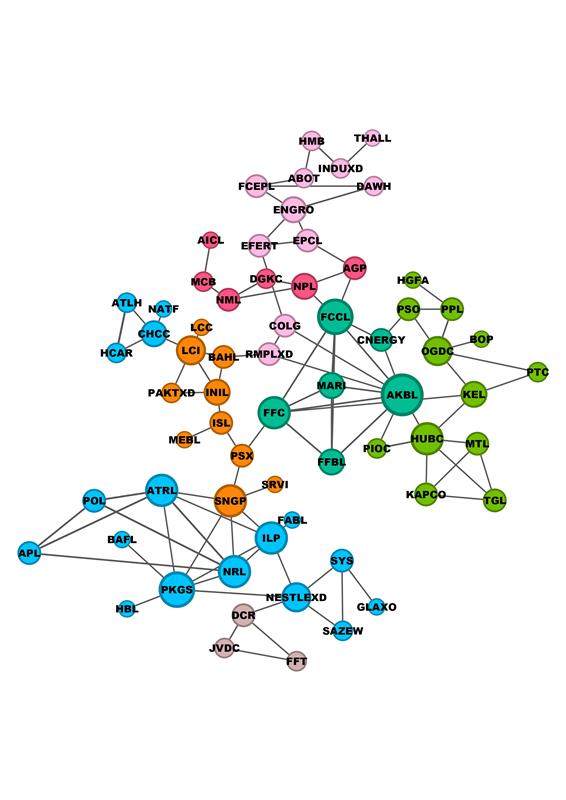 HMB
THALL
INDUXD
ABOT
FCEPL
DAWH
ENGRO
EFERT
EPCL
AICL
MCB
DGKC
NPL
AGP
NML
HGFA
PSO
PPL
FCCL
COLG
CNERGY
OGDC
BOP
PTC
ATLH
NATF
CHCC
LCC
HCAR
LCI
BAHL
RMPLXD
PAKTXD
INIL
MARI
AKBL
KEL
FFC
ISL
MEBL
PSX
FFBL
PIOC
HUBC
MTL
KAPCO
TGL
SRVI
POL
ATRL
SNGP
FABL
BAFL
ILP
APL
NRL
PKGS
HBL
SYS
NESTLEXD
GLAXO
DCR
SAZEW
JVDC
FFT